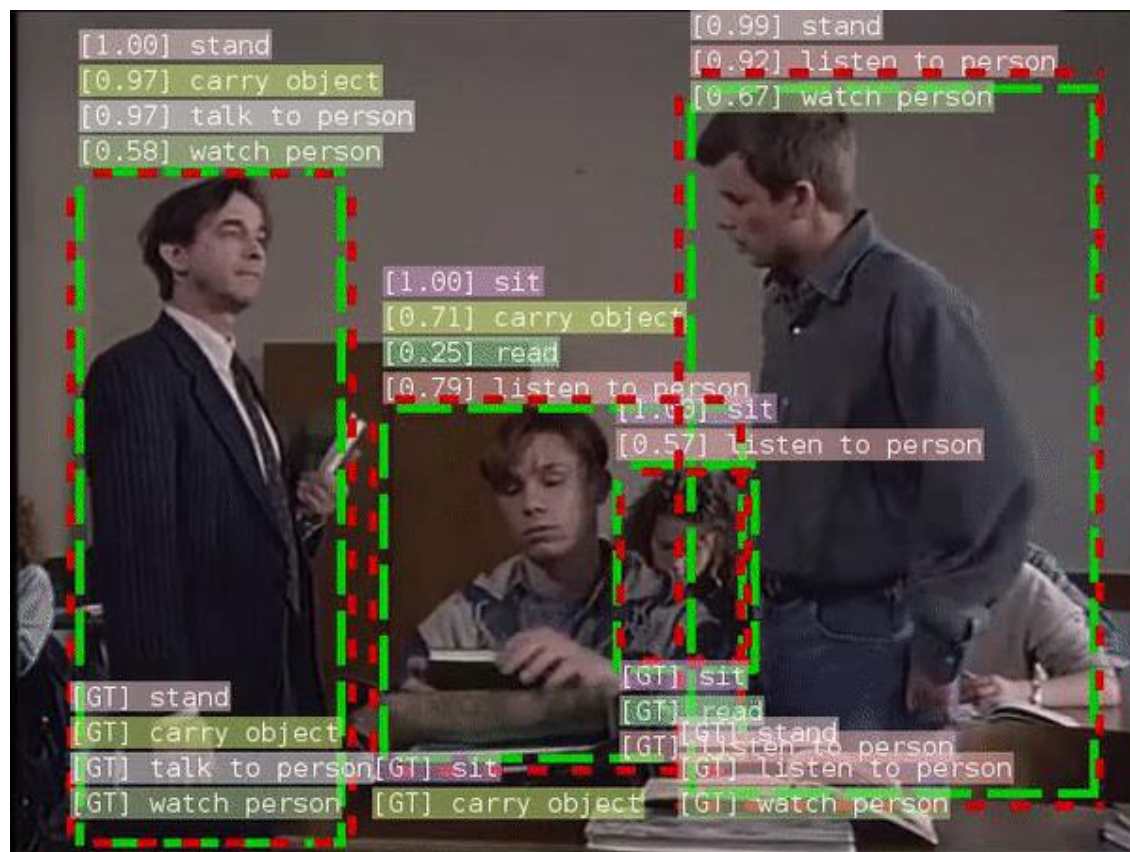 [1.00] stand
[0.97] carry object
[0.97] talk to person
[0.58] watch person
[0.99] stand
[0.92] listen to person
[0.67] watch person
[1.00] sit
[0.71] carry object
[0.25] read
[0.79] listen to person
[1.00] sit
[0.57] listen to person
[GT] stand
[GT] carry object
[GT] talk to person
[GT] watch person
[GT] sit
[GT] carry object
[GT] sit
[GT] read
[GT] listen to person
[GT] stand
[GT] listen to person
[GT] watch person